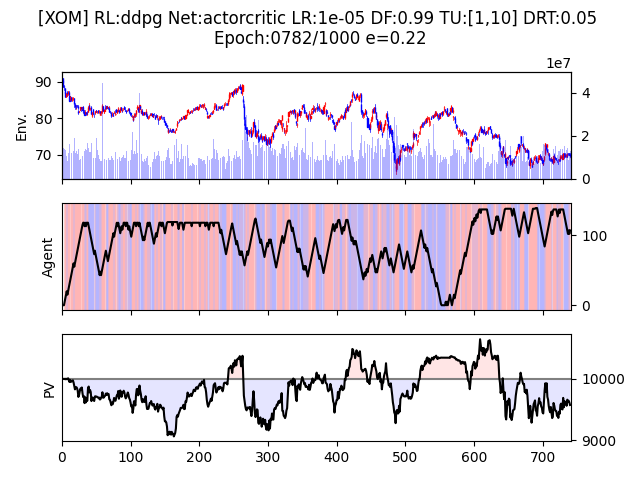 [XOM] RL:ddpg Net:actorcritic LR:1e-05 DF:0.99 TU:[1,10] DRT:0.05
Epoch:0782/1000 e=0.22
1e7
90
80
70
Env.
4
2
0
Agent
100
0
PV
10000
9000
0 100 200 300 400 500 600 700